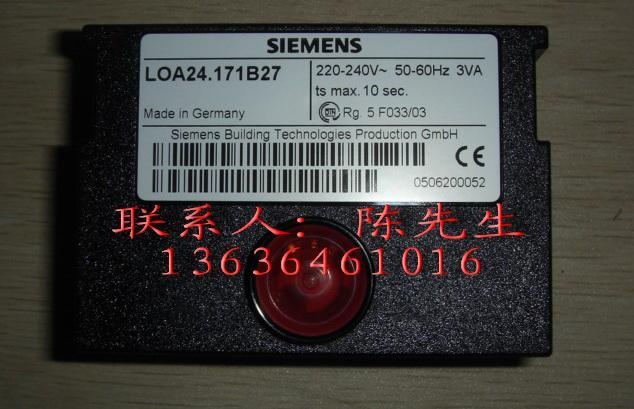 SIEMENS
LOA24.171B27
220-240V~ 50-60Hz 3VA
ts max. 10 sec.
Made in Germany
Rg. 5 F033/03
Siemens Building Technologies Production GmbH
CE
0506200052
联系人：陈先生
13636461016